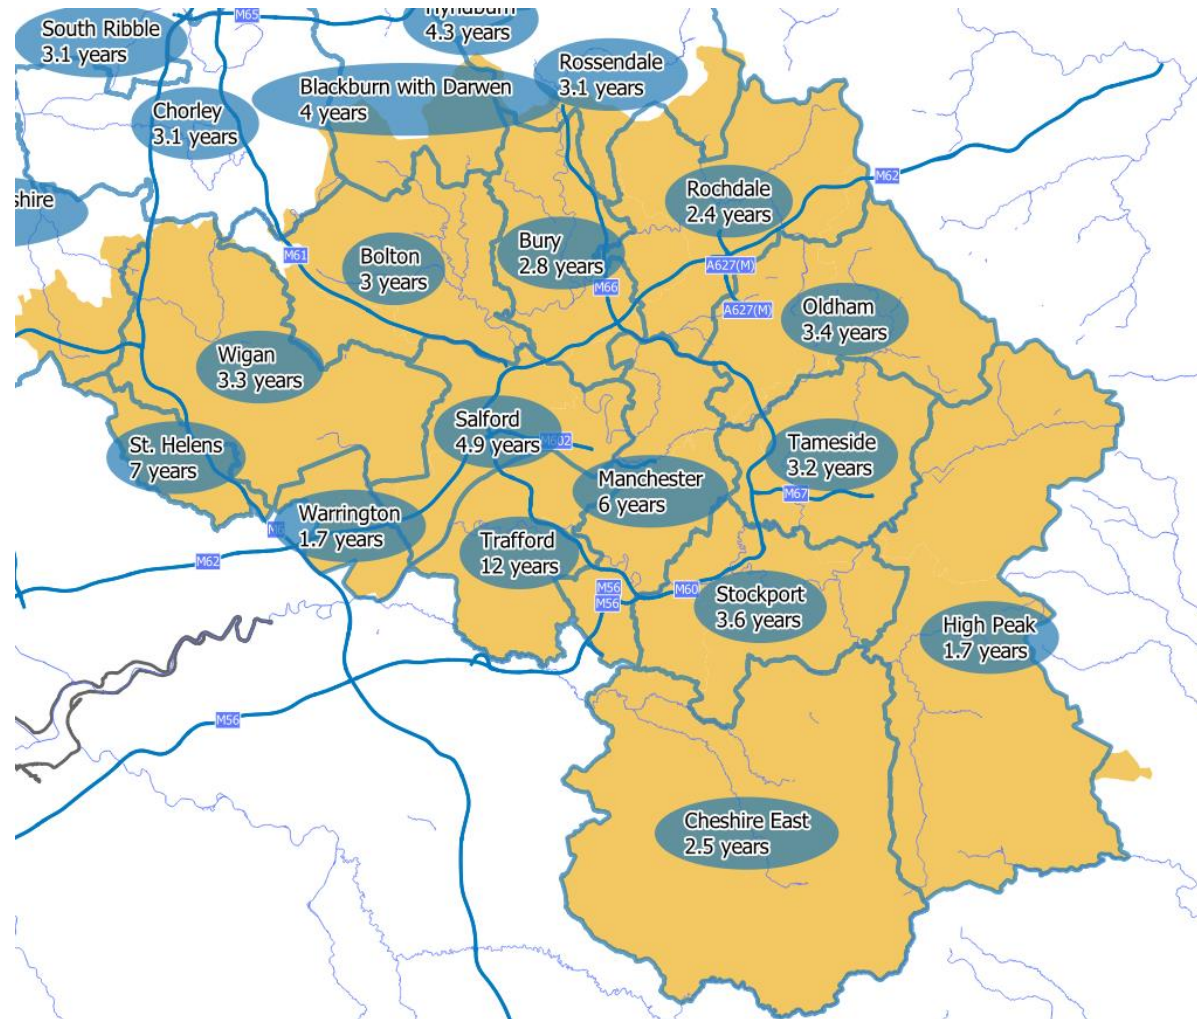 M65
South Ribble
3.1 years
4.3 years
Rossendale
3.1 years
Blackburn with Darwen
4 years
Chorley
3.1 years
M62
Rochdale
2.4 years
shire
Bury
2.8 years
Bolton
3 years
M61
A627(M)
M66
A627(M)
Oldham
3.4 years
Wigan
3.3 years
Salford
4.9 years
M602
St. Helens
7 years
Tameside
3.2 years
M67
Manchester
6 years
Warrington
1.7 years
Trafford
12 years
M62
M56
M56
M60
Stockport
3.6 years
High Peak
1.7 years
M56
Cheshire East
2.5 years